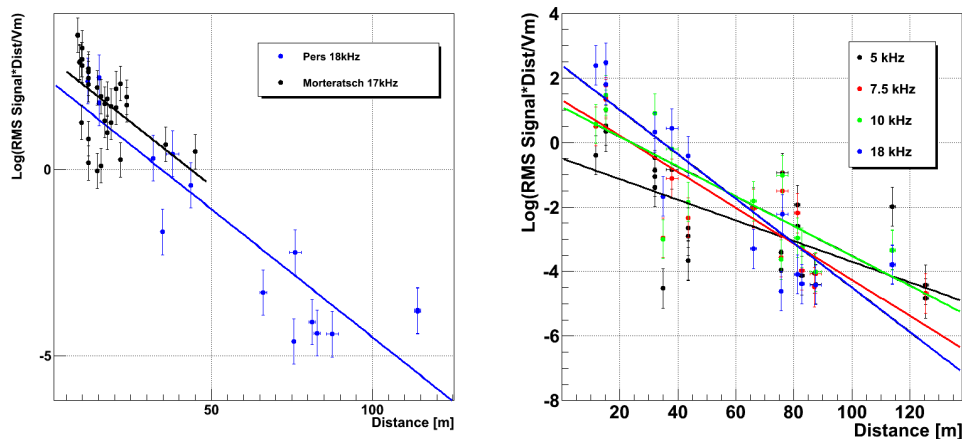 Log(RMS Signal*Dist/Vm)
Pers 18kHz
Morteratsch 17kHz
0
-5
50
100
Distance [m]
Log(RMS Signal*Dist/Vm)
4
2
0
-2
-4
-6
-8
5 kHz
7.5 kHz
10 kHz
18 kHz
20
40
60
80
100
120
Distance [m]